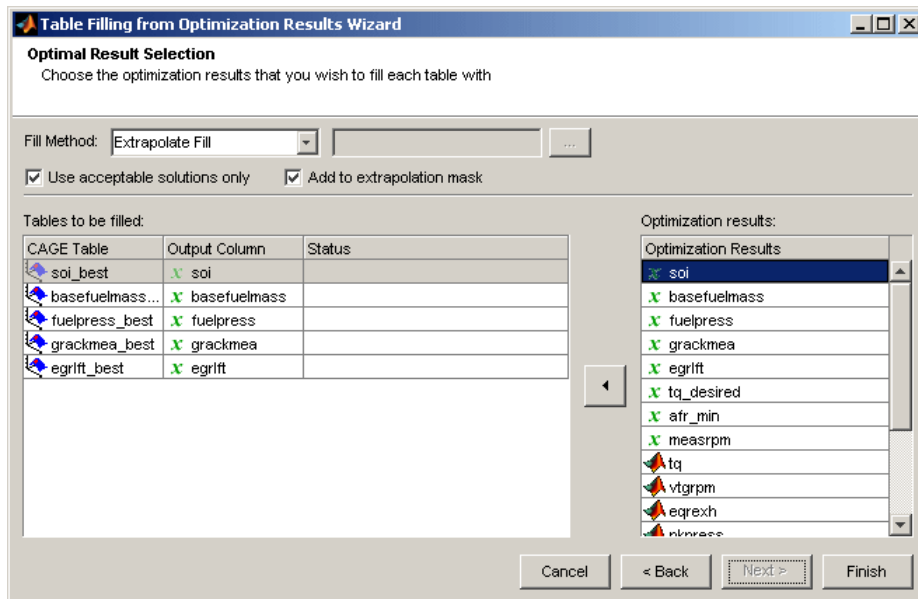 Table Filling from Optimization Results Wizard
Optimal Result Selection
Choose the optimization results that you wish to fill each table with
Fill Method: Extrapolate Fill ...
Use acceptable solutions only Add to extrapolation mask
Tables to be filled:
CAGE Table Output Column Status
soi_best x soi
basefuelmass... x basefuelmass
fuelpress_best x fuelpress
grackmea_best x grackmea
egrlft_best x egrlft
Optimization results:
Optimization Results
x soi
x basefuelmass
x fuelpress
x grackmea
x egrlft
x tq_desired
x afr_min
x measrpm
tq
vtgrpm
eqrexh
pkpress
Cancel < Back Next > Finish